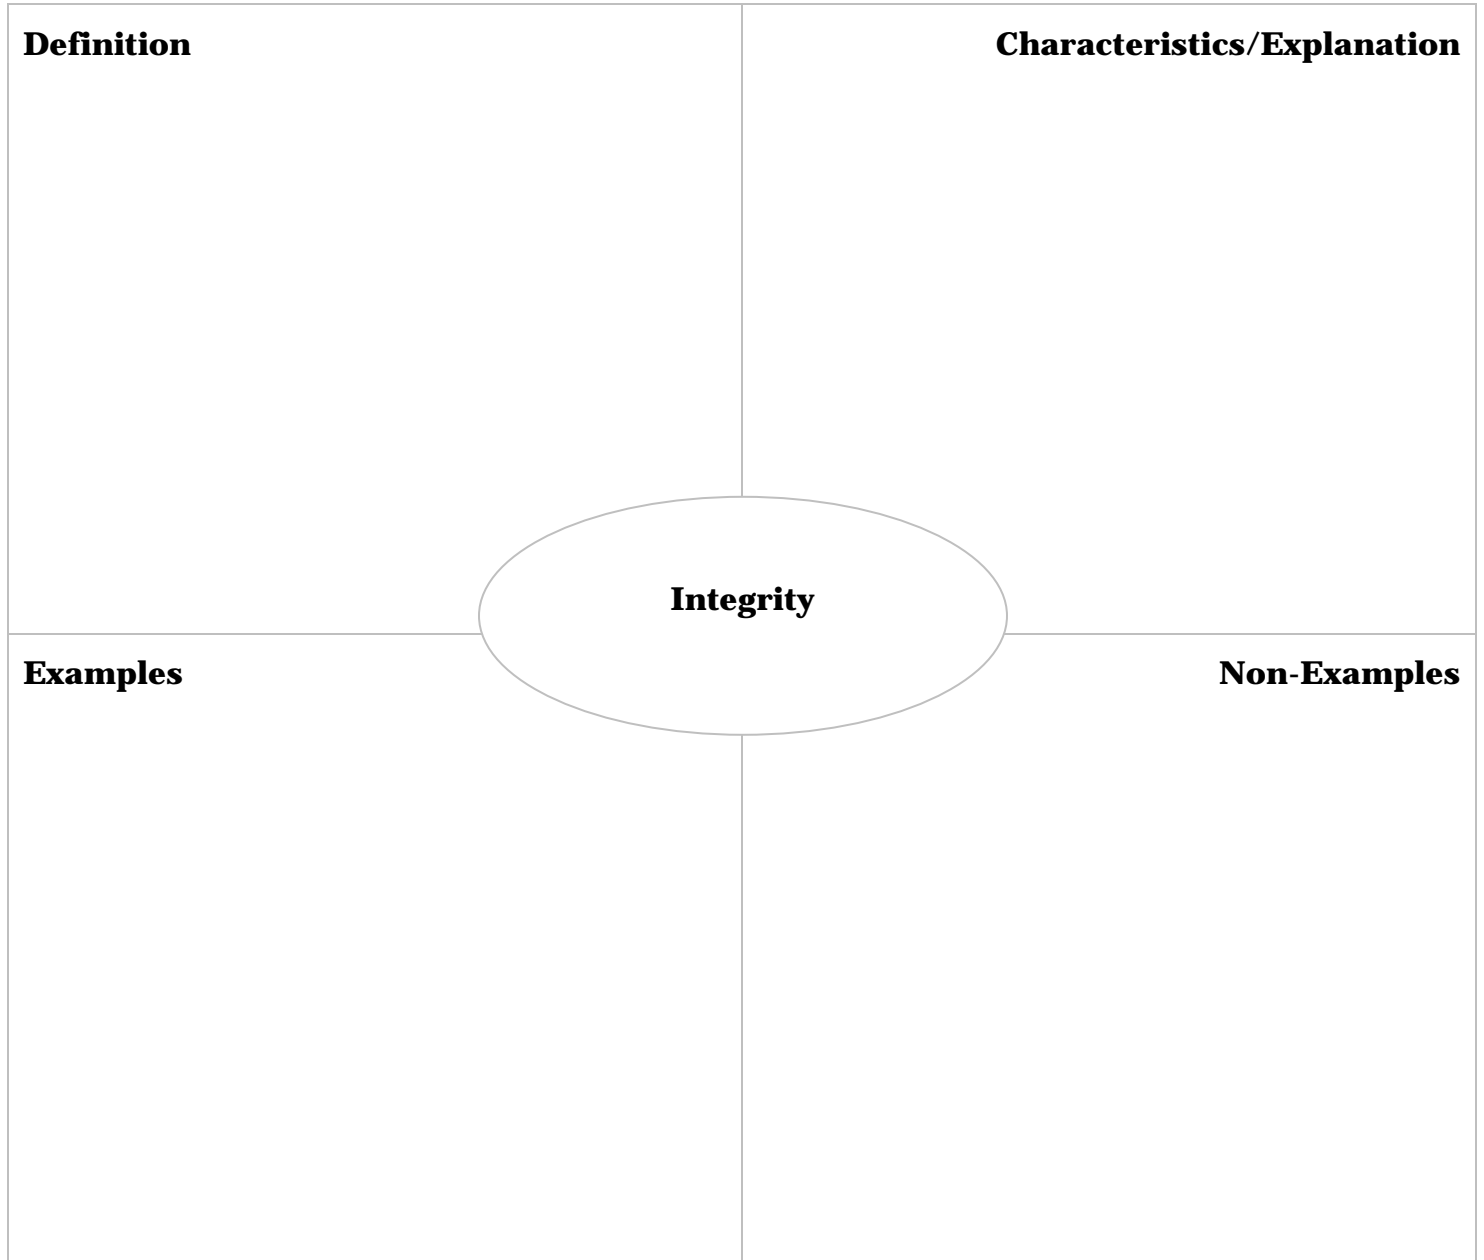 Definition
Characteristics/Explanation
Integrity
Examples
Non-Examples